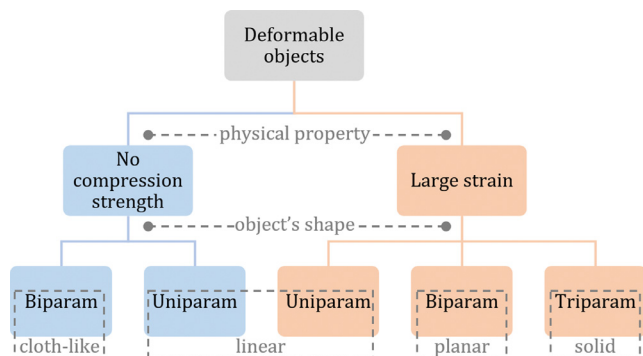 Deformable
objects
physical property
No
compression
strength
Large strain
object's shape
Biparam
Uniparam
Uniparam
Biparam
Triparam
cloth-like
linear
planar
solid